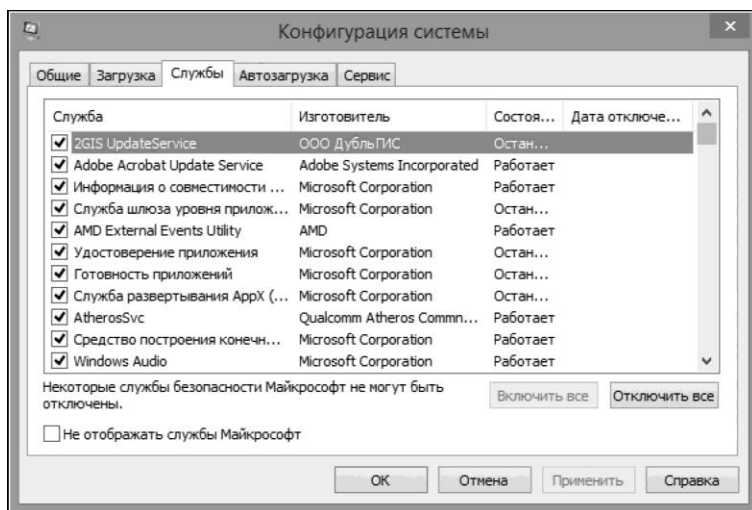 Конфигурация системы
Общие Загрузка Службы Автозагрузка Сервис
Служба Изготовитель Состоя... Дата отключе...
2GIS UpdateService ООО ДубльГИС Остан...
Adobe Acrobat Update Service Adobe Systems Incorporated Работает
Информация о совместимости ... Microsoft Corporation Работает
Служба шлюза уровня прилож... Microsoft Corporation Остан...
AMD External Events Utility AMD Работает
Удостоверение приложения Microsoft Corporation Остан...
Готовность приложений Microsoft Corporation Остан...
Служба развертывания AppX (... Microsoft Corporation Остан...
AtherosSvc Qualcomm Atheros Commn... Работает
Средство построения конечн... Microsoft Corporation Работает
Windows Audio Microsoft Corporation Работает
Некоторые службы безопасности Майкрософт не могут быть
отключены.
Включить все Отключить все
Не отображать службы Майкрософт
OK Отмена Применить Справка